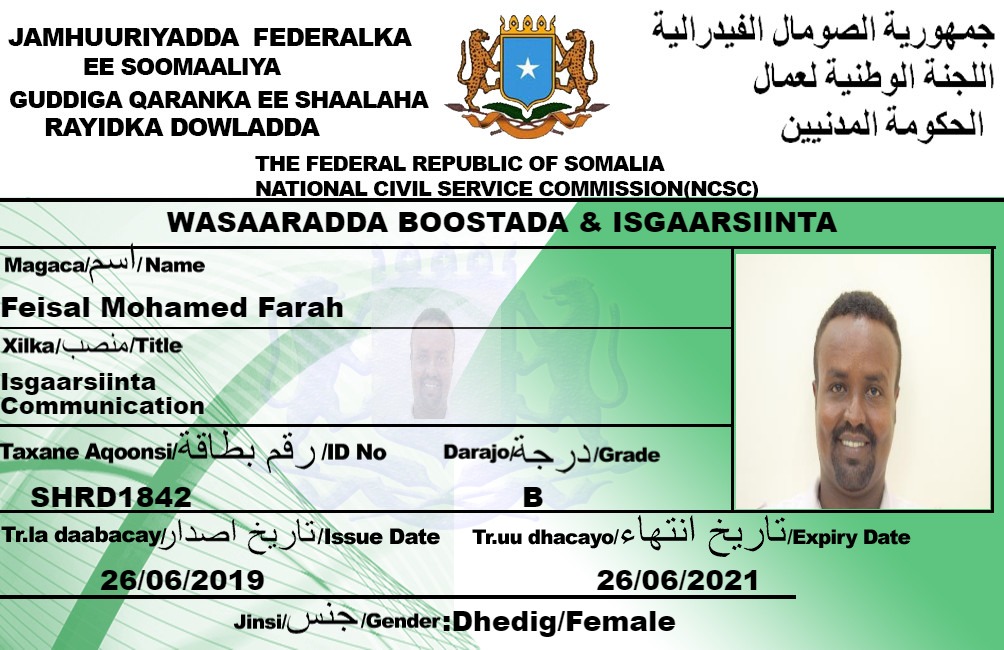 JAMHUURIYADDA FEDERALKA
EE SOOMAALIYA
GUDDIGA QARANKA EE SHAALAHA
RAYIDKA DOWLADDA
جمهورية الصومال الفيدرالية
اللجنة الوطنية لعمال
الحكومة المدنيين
THE FEDERAL REPUBLIC OF SOMALIA
NATIONAL CIVIL SERVICE COMMISSION(NCSC)
WASAARADDA BOOSTADA & ISGAARSIINTA
Magaca/اسم/Name
Feisal Mohamed Farah
Xilka/منصب/Title
Isgaarsiinta
Communication
Taxane Aqoonsi/رقم بطاقة/ID No
SHRD1842
Darajo/درجة/Grade
B
Tr.la daabacay/تاريخ اصدار/Issue Date
26/06/2019
Tr.uu dhacayo/تاريخ انتهاء/Expiry Date
26/06/2021
Jinsi/جنس/Gender:Dhedig/Female